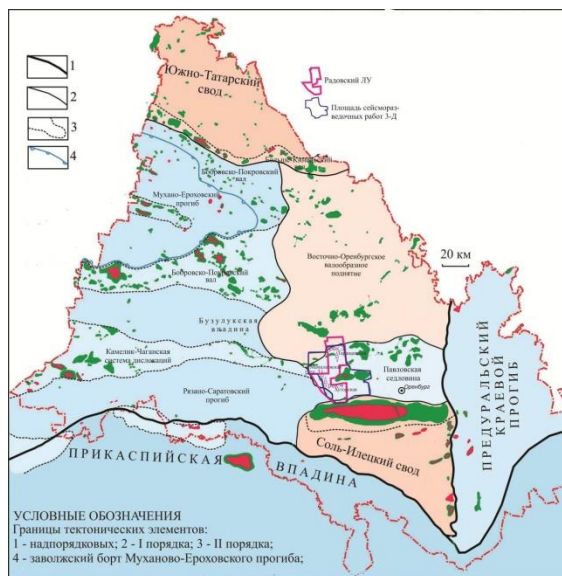 Южно-Татарский
свод
1
2
3
4
Радовский ЛУ
Площадь сейсмораз-
ведочных работ 3-Д
Бобровско-Покровский
вал
Мухано-Ероховский
прогиб
Восточно-Оренбургское
валообразное
поднятие
20 км
Бобровско-Покровский
вал
Бузулукская
впадина
Камелик-Чаганская
система дислокаций
Павловская
седловина
Оренбург
Рязано-Саратовский
прогиб
ПРЕДУРАЛЬСКИЙ
КРАЕВОЙ
ПРОГИБ
Соль-Илецкий свод
ПРИКАСПИЙСКАЯ
ВПАДИНА
УСЛОВНЫЕ ОБОЗНАЧЕНИЯ
Границы тектонических элементов:
1 - надпорядковых; 2 - I порядка; 3 - II порядка;
4 - заволжский борт Муханово-Ероховского прогиба;